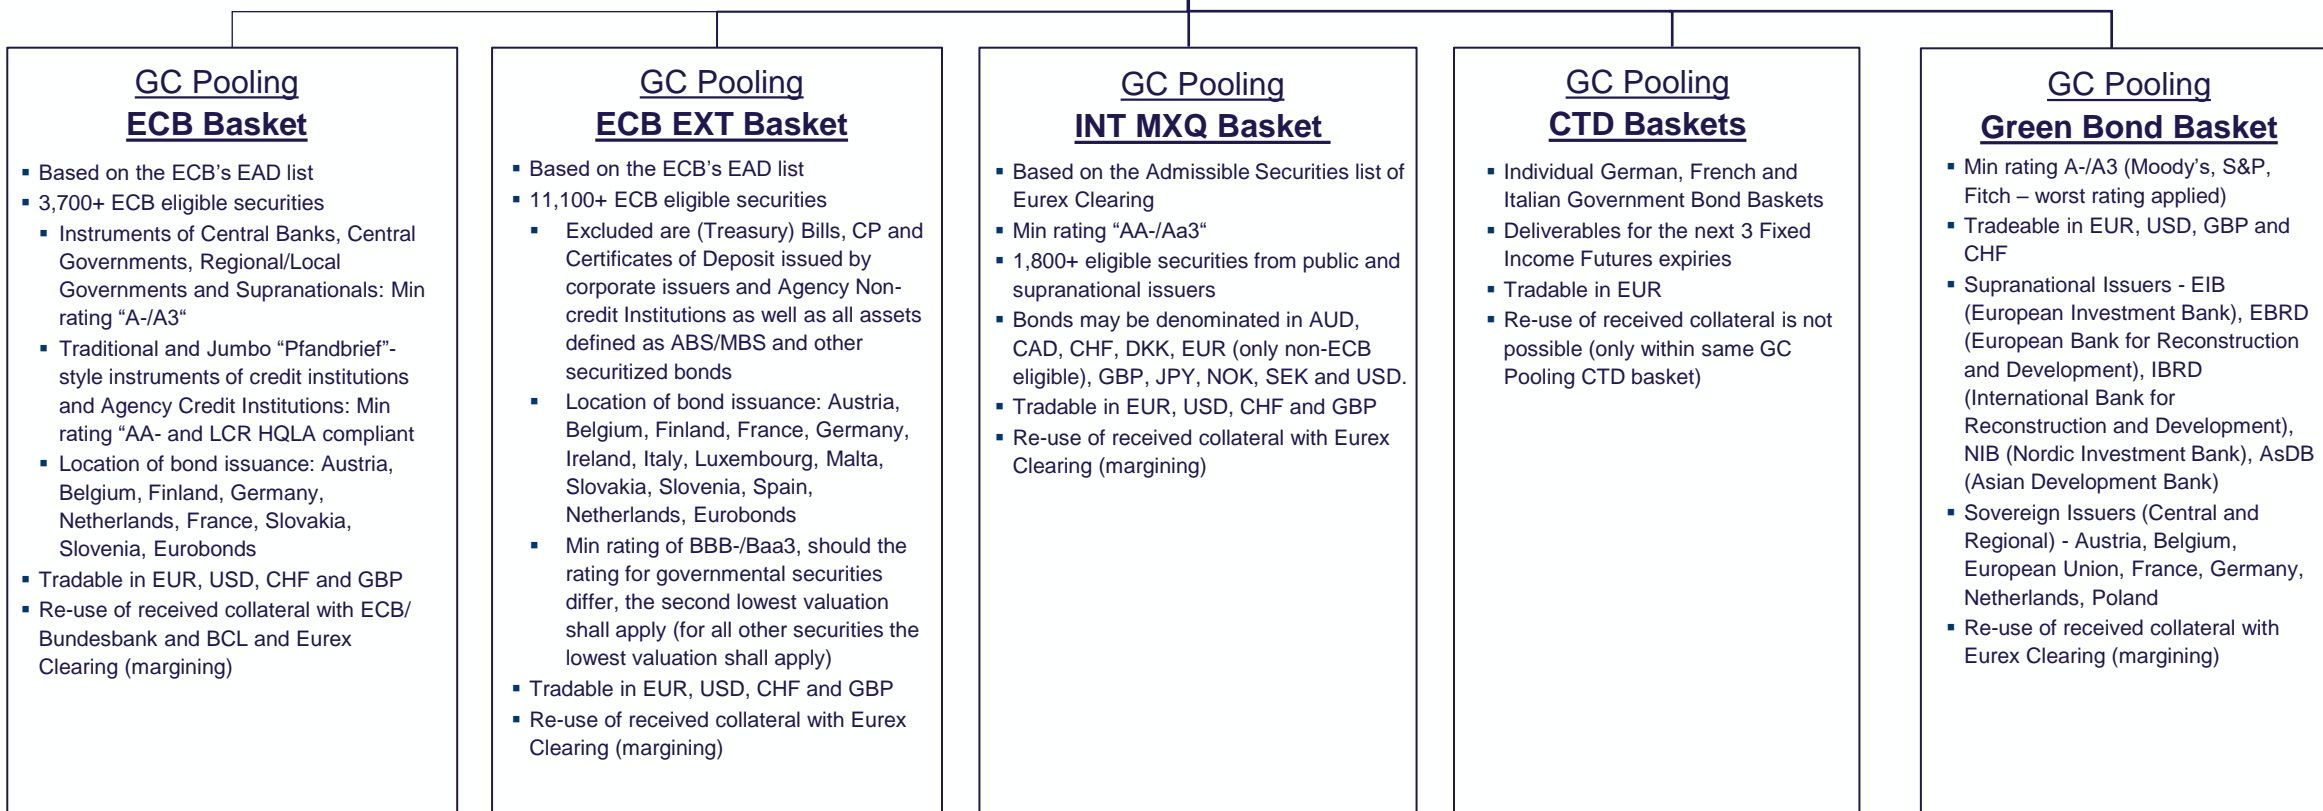 GC Pooling
ECB Basket
▪ Based on the ECB’s EAD list
▪ 3,700+ ECB eligible securities
▪ Instruments of Central Banks, Central
Governments, Regional/Local
Governments and Supranationals: Min
rating “A-/A3“
▪ Traditional and Jumbo “Pfandbrief”-
style instruments of credit institutions
and Agency Credit Institutions: Min
rating “AA- and LCR HQLA compliant
▪ Location of bond issuance: Austria,
Belgium, Finland, Germany,
Netherlands, France, Slovakia,
Slovenia, Eurobonds
▪ Tradable in EUR, USD, CHF and GBP
▪ Re-use of received collateral with ECB/
Bundesbank and BCL and Eurex
Clearing (margining)
GC Pooling
ECB EXT Basket
▪ Based on the ECB’s EAD list
▪ 11,100+ ECB eligible securities
▪ Excluded are (Treasury) Bills, CP and
Certificates of Deposit issued by
corporate issuers and Agency Non-
credit Institutions as well as all assets
defined as ABS/MBS and other
securitized bonds
▪ Location of bond issuance: Austria,
Belgium, Finland, France, Germany,
Ireland, Italy, Luxembourg, Malta,
Slovakia, Slovenia, Spain,
Netherlands, Eurobonds
▪ Min rating of BBB-/Baa3, should the
rating for governmental securities
differ, the second lowest valuation
shall apply (for all other securities the
lowest valuation shall apply)
▪ Tradable in EUR, USD, CHF and GBP
▪ Re-use of received collateral with Eurex
Clearing (margining)
GC Pooling
INT MXQ Basket
▪ Based on the Admissible Securities list of
Eurex Clearing
▪ Min rating “AA-/Aa3“
▪ 1,800+ eligible securities from public and
supranational issuers
▪ Bonds may be denominated in AUD,
CAD, CHF, DKK, EUR (only non-ECB
eligible), GBP, JPY, NOK, SEK and USD.
▪ Tradable in EUR, USD, CHF and GBP
▪ Re-use of received collateral with Eurex
Clearing (margining)
GC Pooling
CTD Baskets
▪ Individual German, French and
Italian Government Bond Baskets
▪ Deliverables for the next 3 Fixed
Income Futures expiries
▪ Tradable in EUR
▪ Re-use of received collateral is not
possible (only within same GC
Pooling CTD basket)
GC Pooling
Green Bond Basket
▪ Min rating A-/A3 (Moody’s, S&P,
Fitch – worst rating applied)
▪ Tradeable in EUR, USD, GBP and
CHF
▪ Supranational Issuers - EIB
(European Investment Bank), EBRD
(European Bank for Reconstruction
and Development), IBRD
(International Bank for
Reconstruction and Development),
NIB (Nordic Investment Bank), AsDB
(Asian Development Bank)
▪ Sovereign Issuers (Central and
Regional) - Austria, Belgium,
European Union, France, Germany,
Netherlands, Poland
▪ Re-use of received collateral with
Eurex Clearing (margining)